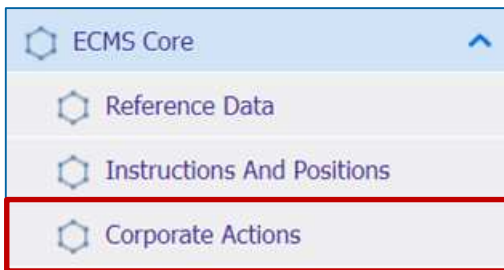 ECMS Core
Reference Data
Instructions And Positions
Corporate Actions